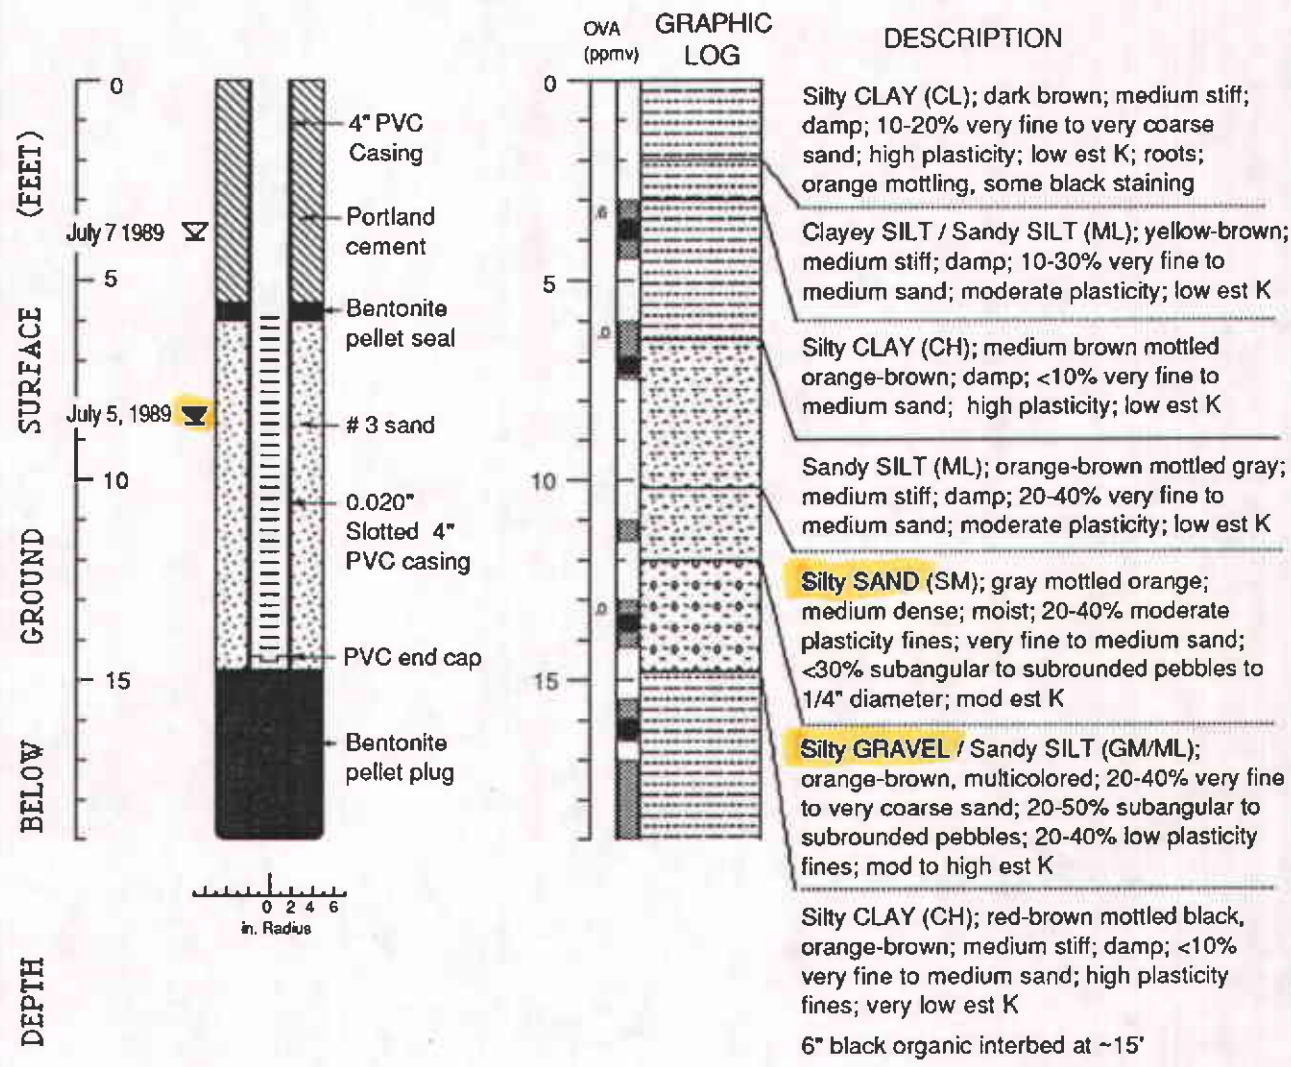 DEPTH BELOW GROUND SURFACE (FEET)
0
5
10
15
July 7 1989
July 5, 1989
4" PVC
Casing
Portland
cement
Bentonite
pellet seal
# 3 sand
0.020"
Slotted 4"
PVC casing
PVC end cap
Bentonite
pellet plug
0 2 4 6
in. Radius
OVA
(ppmv)
GRAPHIC
LOG
0
5
10
15
DESCRIPTION
Silty CLAY (CL); dark brown; medium stiff;
damp; 10-20% very fine to very coarse
sand; high plasticity; low est K; roots;
orange mottling, some black staining
Clayey SILT / Sandy SILT (ML); yellow-brown;
medium stiff; damp; 10-30% very fine to
medium sand; moderate plasticity; low est K
Silty CLAY (CH); medium brown mottled
orange-brown; damp; <10% very fine to
medium sand; high plasticity; low est K
Sandy SILT (ML); orange-brown mottled gray;
medium stiff; damp; 20-40% very fine to
medium sand; moderate plasticity; low est K
Silty SAND (SM); gray mottled orange;
medium dense; moist; 20-40% moderate
plasticity fines; very fine to medium sand;
<30% subangular to subrounded pebbles to
1/4" diameter; mod est K
Silty GRAVEL / Sandy SILT (GM/ML);
orange-brown, multicolored; 20-40% very fine
to very coarse sand; 20-50% subangular to
subrounded pebbles; 20-40% low plasticity
fines; mod to high est K
Silty CLAY (CH); red-brown mottled black,
orange-brown; medium stiff; damp; <10%
very fine to medium sand; high plasticity
fines; very low est K
6" black organic interbed at ~15'